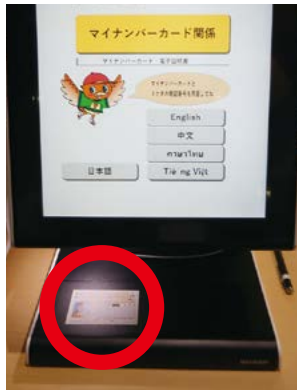 マイナンバーカード関係
マイナンバーカード・電子証明書
マイナンバーカードと
English
中文
ภาษาไทย
日本語
Tiếng Việt